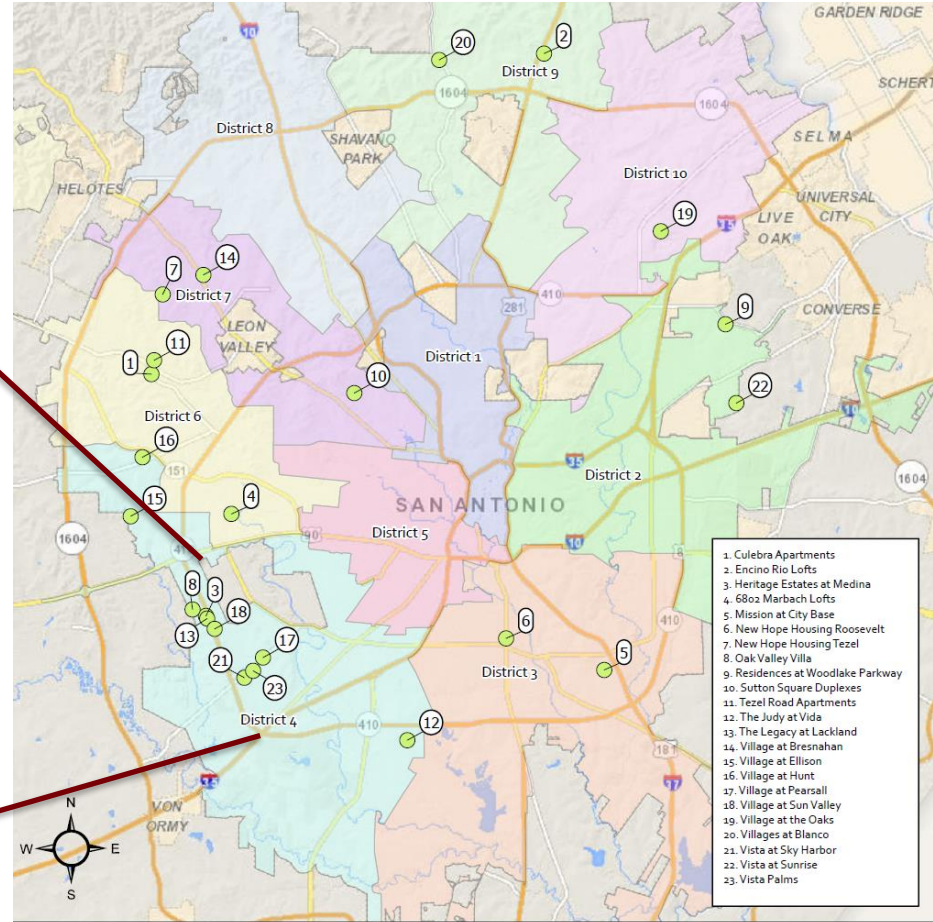 GARDEN RIDGE
10
20
2
District 9
SCHERT
1604
1604
District 8
SELMA
SHAVANO
PARK
District 10
HELOTES
UNIVERSAL
CITY
19
35
LIVE
OAK
14
7
District 7
410
281
9
CONVERSE
LEON
VALLEY
11
1
District 1
10
22
10
District 6
16
151
35
District 2
1604
4
15
SAN ANTONIO
District 5
90
1604
410
10
8
3
18
13
6
410
17
21
23
5
District 3
District 4
410
12
181
35
37
VON
ORMY
N
W
E
S
1. Culebra Apartments
2. Encino Rio Lofts
3. Heritage Estates at Medina
4. 6802 Marbach Lofts
5. Mission at City Base
6. New Hope Housing Roosevelt
7. New Hope Housing Tezel
8. Oak Valley Villa
9. Residences at Woodlake Parkway
10. Sutton Square Duplexes
11. Tezel Road Apartments
12. The Judy at Vida
13. The Legacy at Lackland
14. Village at Bresnahan
15. Village at Ellison
16. Village at Hunt
17. Village at Pearsall
18. Village at Sun Valley
19. Village at the Oaks
20. Villages at Blanco
21. Vista at Sky Harbor
22. Vista at Sunrise
23. Vista Palms